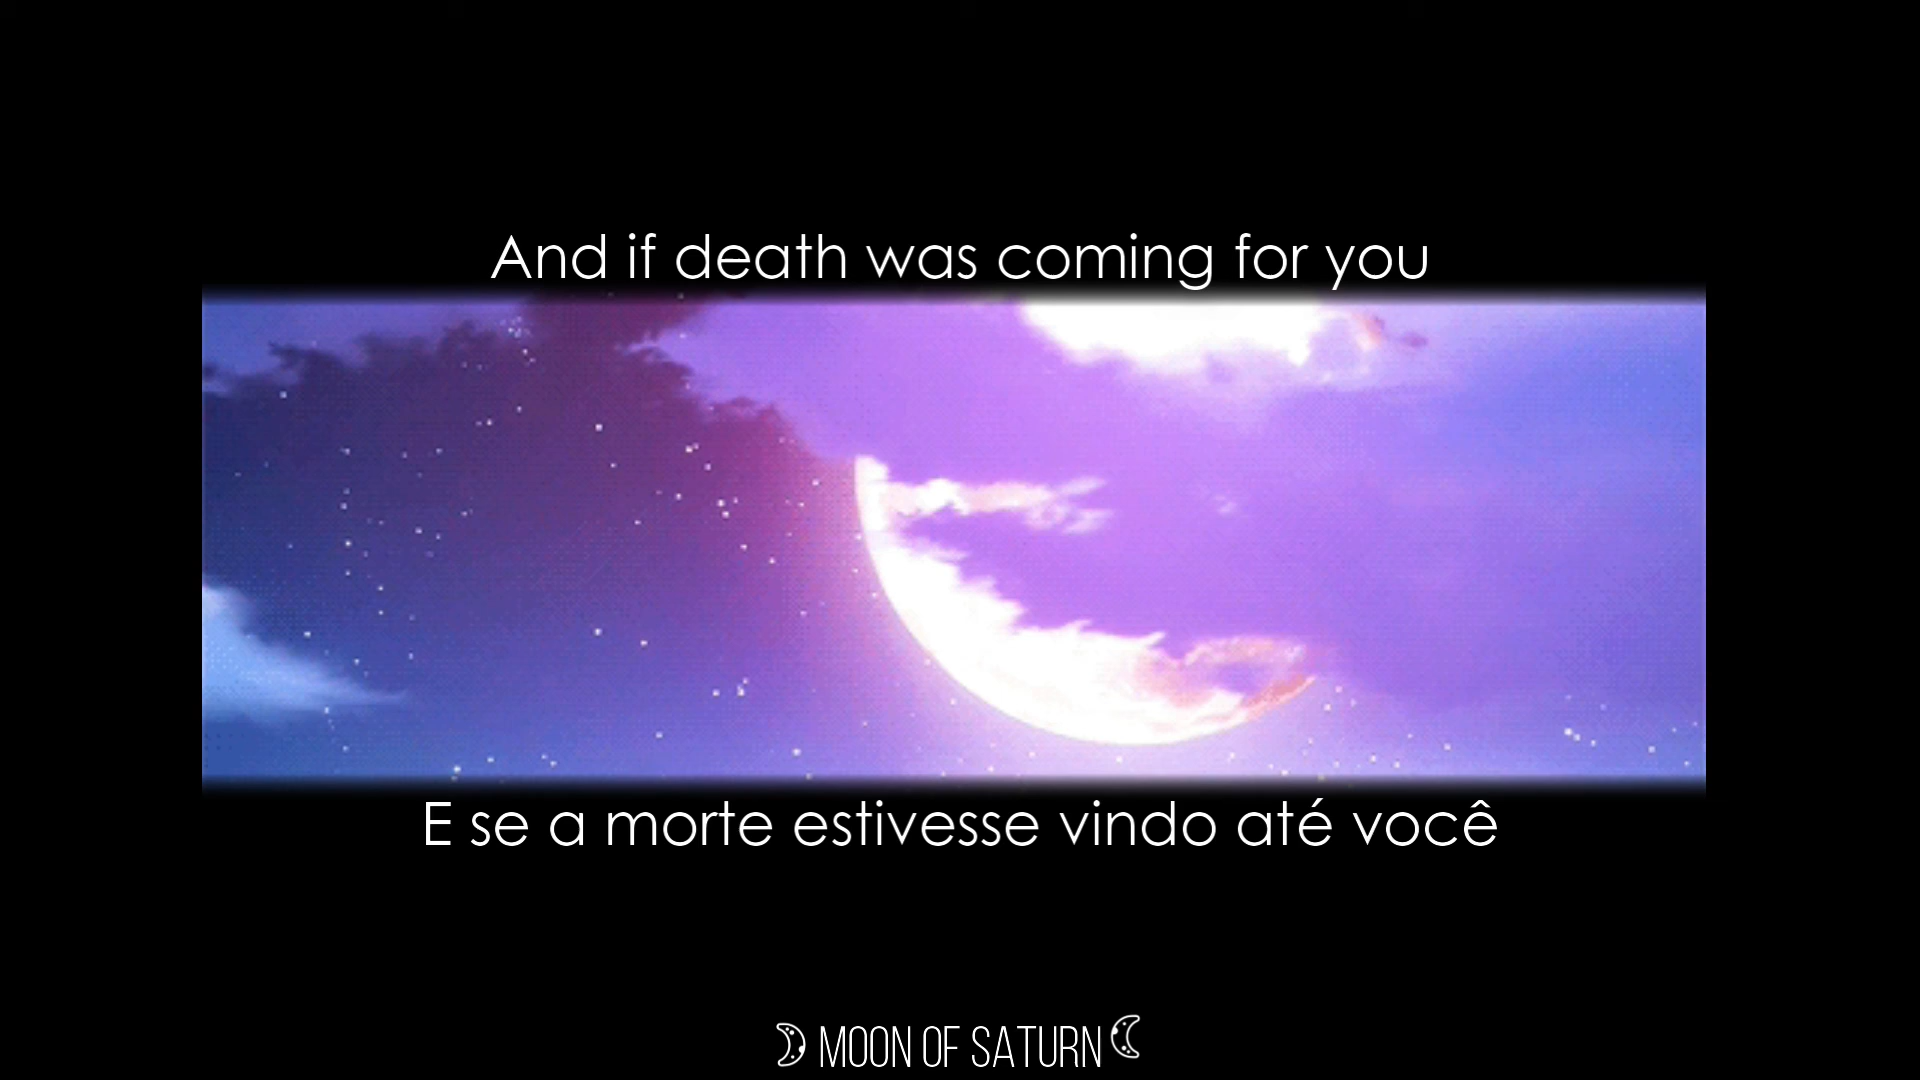 And if death was coming for you
E se a morte estivesse vindo até você
MOON OF SATURN